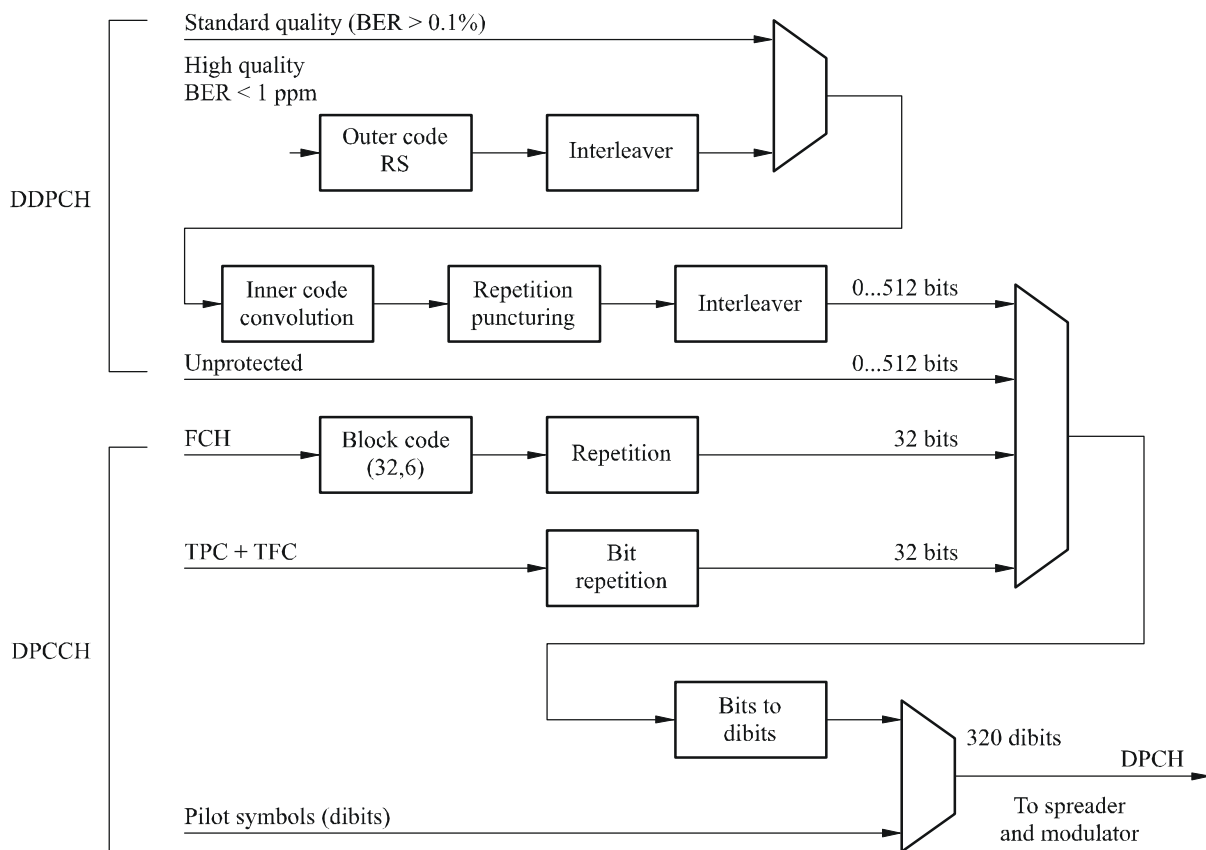 Standard quality (BER > 0.1%)
High quality
BER < 1 ppm
Outer code
RS
Interleaver
DDPCH
Inner code
convolution
Repetition
puncturing
Interleaver
0...512 bits
Unprotected
0...512 bits
FCH
Block code
(32,6)
Repetition
32 bits
TPC + TFC
Bit
repetition
32 bits
DPCCH
Bits to
dibits
320 dibits
DPCH
To spreader
and modulator
Pilot symbols (dibits)